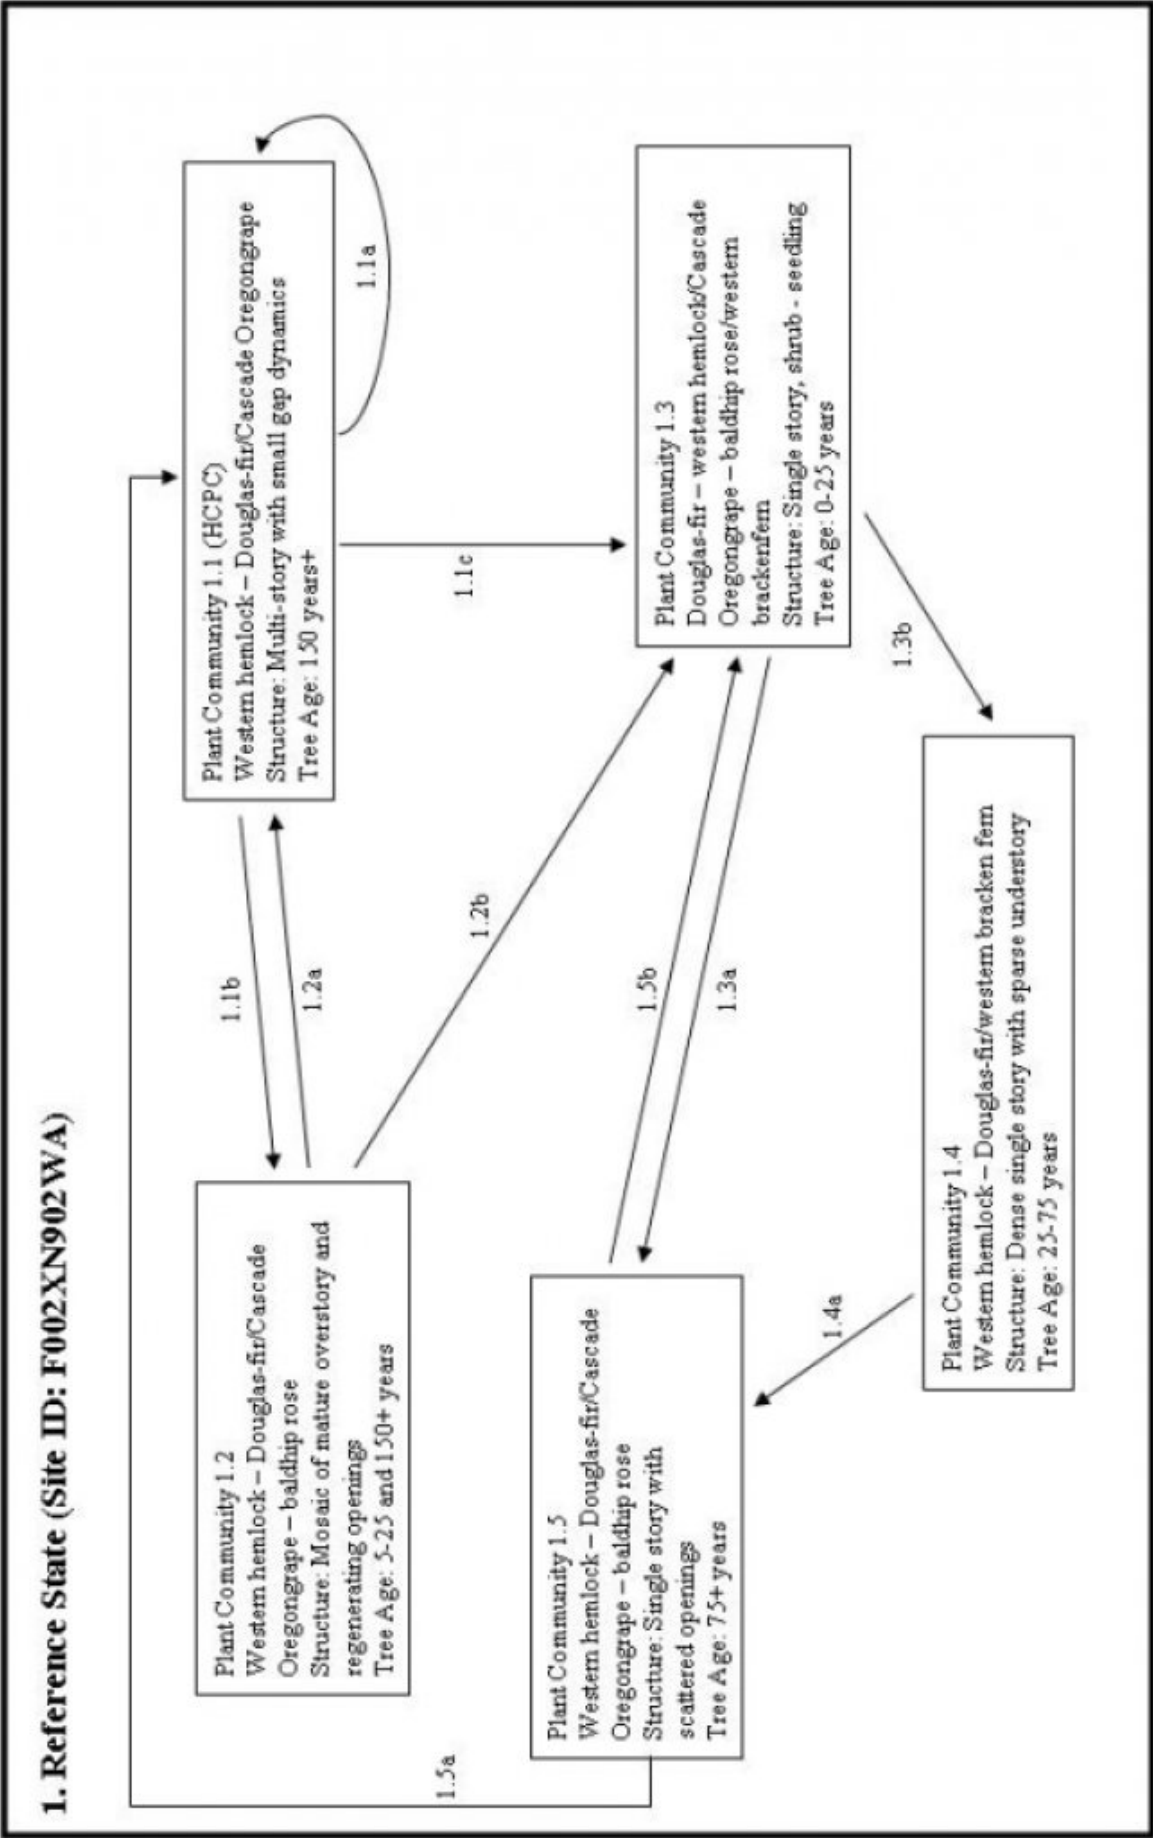 1. Reference State (Site ID: F002XN902WA)
Plant Community 1.2
Western hemlock – Douglas-fir/Cascade
Oregongrape – baldhip rose
Structure: Mosaic of mature overstory and
regenerating openings
Tree Age: 5-25 and 150+ years
1.1b
1.2a
Plant Community 1.1 (HCPC)
Western hemlock – Douglas-fir/Cascade Oregongrape
Structure: Multi-story with small gap dynamics
Tree Age: 150 years+
1.1a
1.5a
1.2b
1.1c
Plant Community 1.5
Western hemlock – Douglas-fir/Cascade
Oregongrape – baldhip rose
Structure: Single story with
scattered openings
Tree Age: 75+ years
1.5b
1.3a
Plant Community 1.3
Douglas-fir – western hemlock/Cascade
Oregongrape – baldhip rose/western
brackenfern
Structure: Single story, shrub - seedling
Tree Age: 0-25 years
1.4a
1.3b
Plant Community 1.4
Western hemlock – Douglas-fir/western bracken fern
Structure: Dense single story with sparse understory
Tree Age: 25-75 years